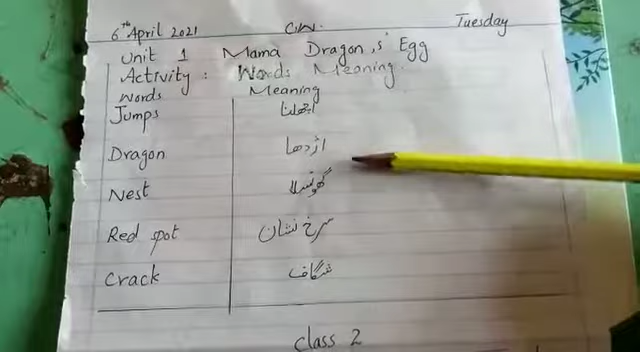 6th April 2021 C.W. Tuesday
Unit 1 Mama Dragon,s' Egg
Activity : Words Meaning.
Words Meaning
Jumps اچھلنا
Dragon اژدھا
Nest گھونسلا
Red spot سرخ نشان
Crack شگاف
Class 2